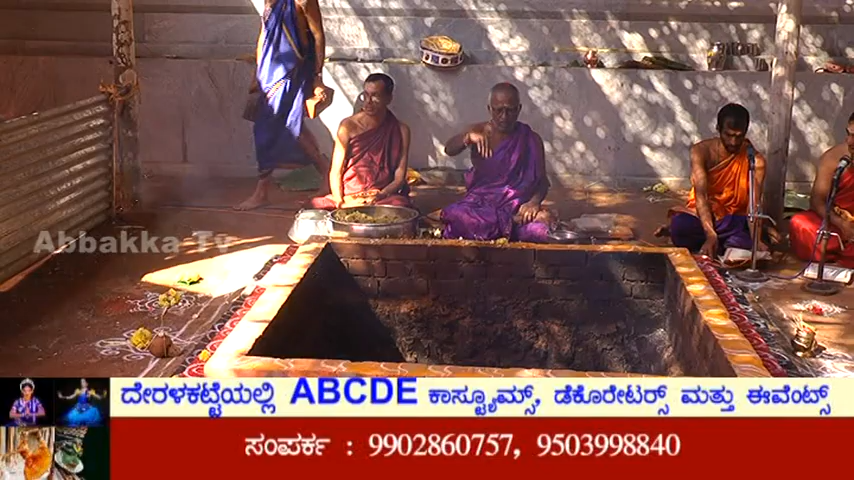 Abbakka Tv
ದೇರಳಕಟ್ಟೆಯಲ್ಲಿ ABCDE ಕಾಸ್ಟ್ಯೂಮ್ಸ್, ಡೆಕೊರೇಟರ್ಸ್ ಮತ್ತು ಈವೆಂಟ್ಸ್
ಸಂಪರ್ಕ : 9902860757, 9503998840